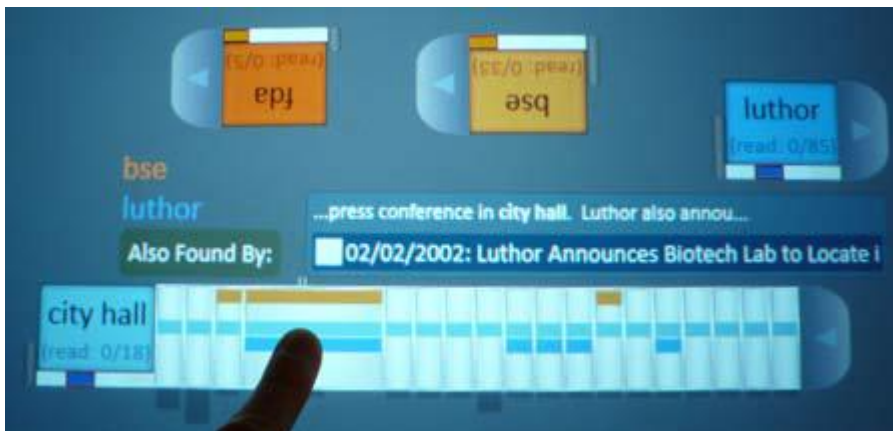 (read: 0/5)
fda
(read: 0/33)
bse
luthor
(read: 0/85)
bse
luthor
...press conference in city hall. Luthor also annou...
Also Found By:
02/02/2002: Luthor Announces Biotech Lab to Locate i
city hall
(read: 0/18)